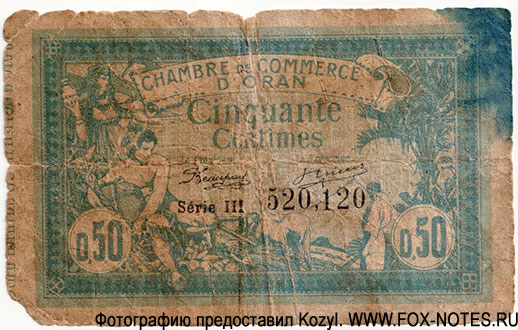 CHAMBRE DE COMMERCE
D'ORAN
Cinquante
Centimes
Série III 520,120
0,50 0,50
Фотографию предоставил Kozyl. WWW.FOX-NOTES.RU